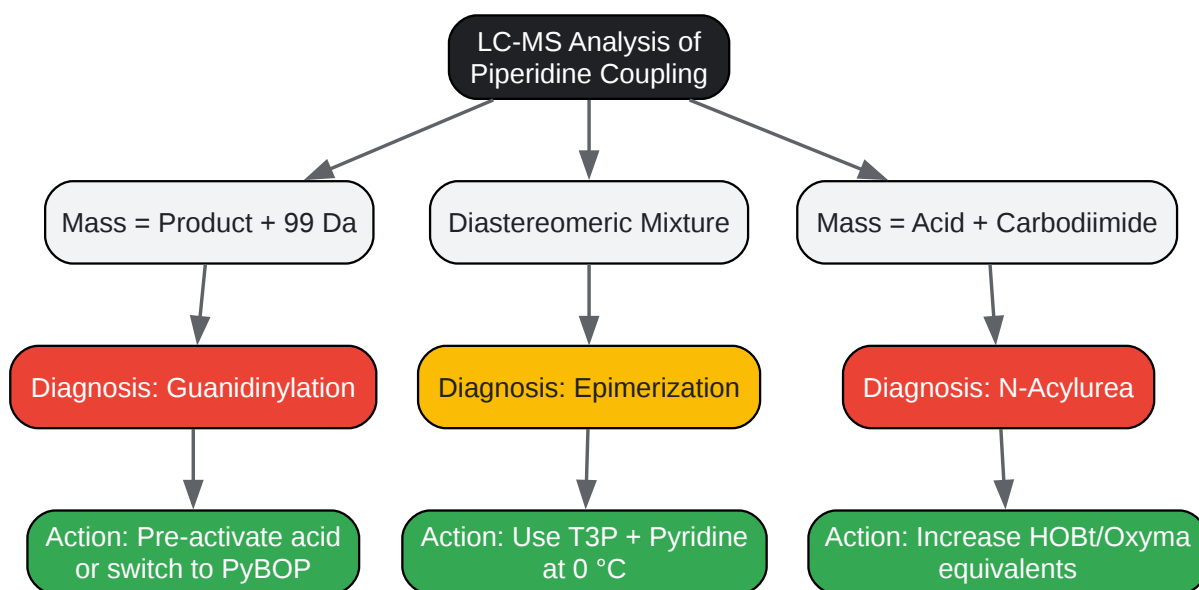 LC-MS Analysis of
Piperidine Coupling
Mass = Product + 99 Da
Diastereomeric Mixture
Mass = Acid + Carbodiimide
Diagnosis: Guanidinylation
Diagnosis: Epimerization
Diagnosis: N-Acylurea
Action: Pre-activate acid
or switch to PyBOP
Action: Use T3P + Pyridine
at 0 °C
Action: Increase HOBt/Oxyma
equivalents